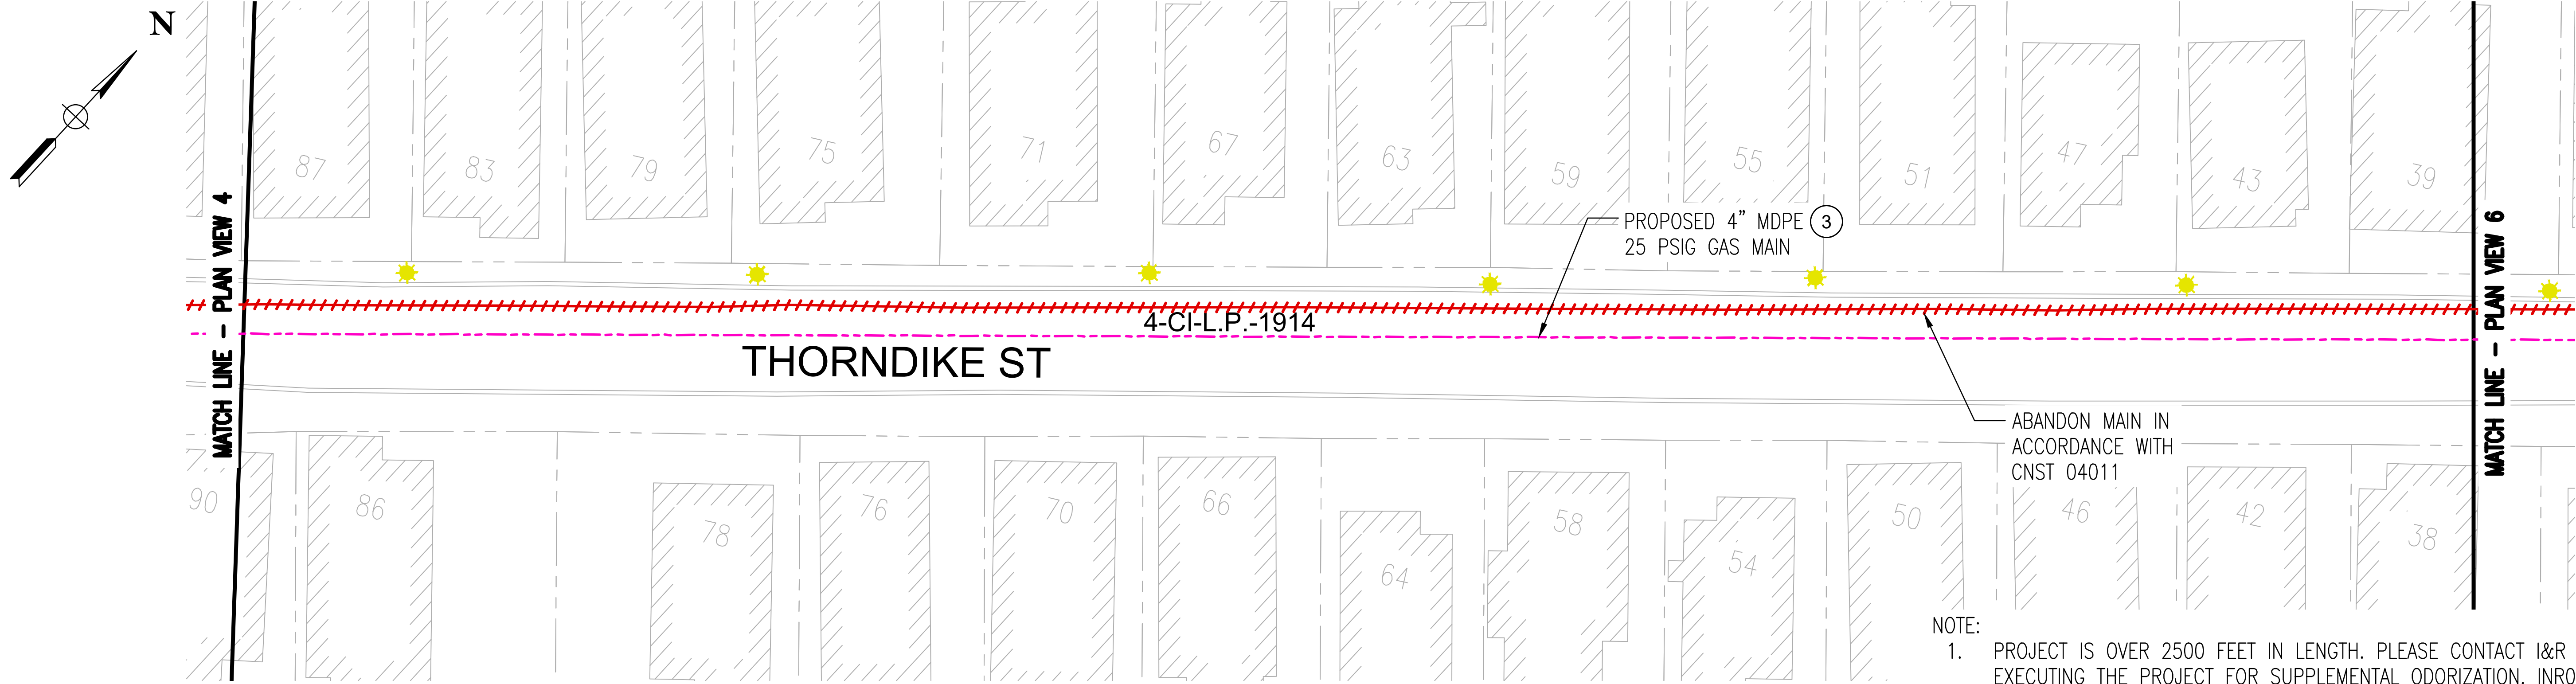 N
MATCH LINE - PLAN VIEW 4
87
83
79
75
71
67
63
59
55
51
47
43
39
PROPOSED 4" MDPE 3
25 PSIG GAS MAIN
4-CI-L.P.-1914
THORNDIKE ST
ABANDON MAIN IN
ACCORDANCE WITH
CNST 04011
MATCH LINE - PLAN VIEW 6
90
86
78
76
70
66
64
58
54
50
46
42
38
NOTE:
1. PROJECT IS OVER 2500 FEET IN LENGTH. PLEASE CONTACT I&R
EXECUTING THE PROJECT FOR SUPPLEMENTAL ODORIZATION. INRO